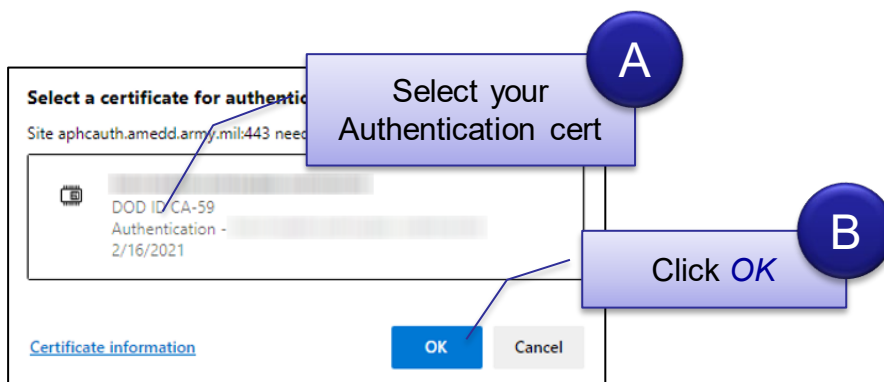 A
Select your
Authentication cert
Select a certificate for authentic
Site aphcauth.amedd.army.mil:443 need
DOD ID CA-59
Authentication -
2/16/2021
B
Click OK
Certificate information
OK
Cancel